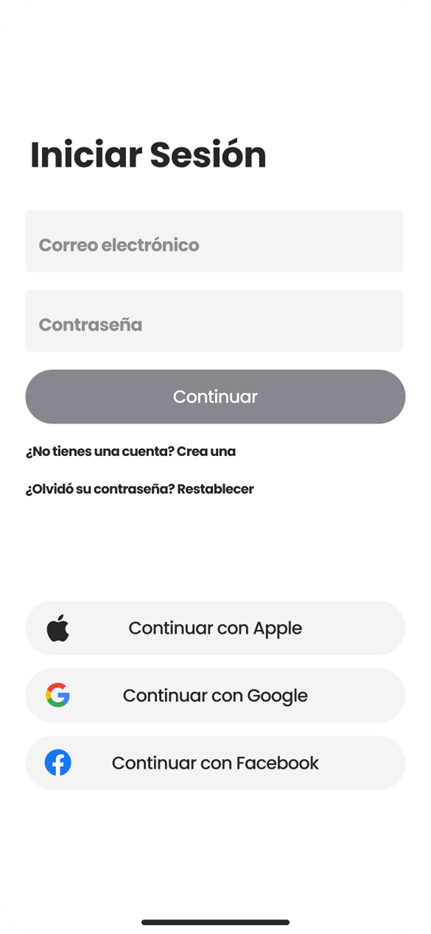 Iniciar Sesión
Correo electrónico
Contraseña
Continuar
¿No tienes una cuenta? Crea una
¿Olvidó su contraseña? Restablecer
Continuar con Apple
Continuar con Google
Continuar con Facebook